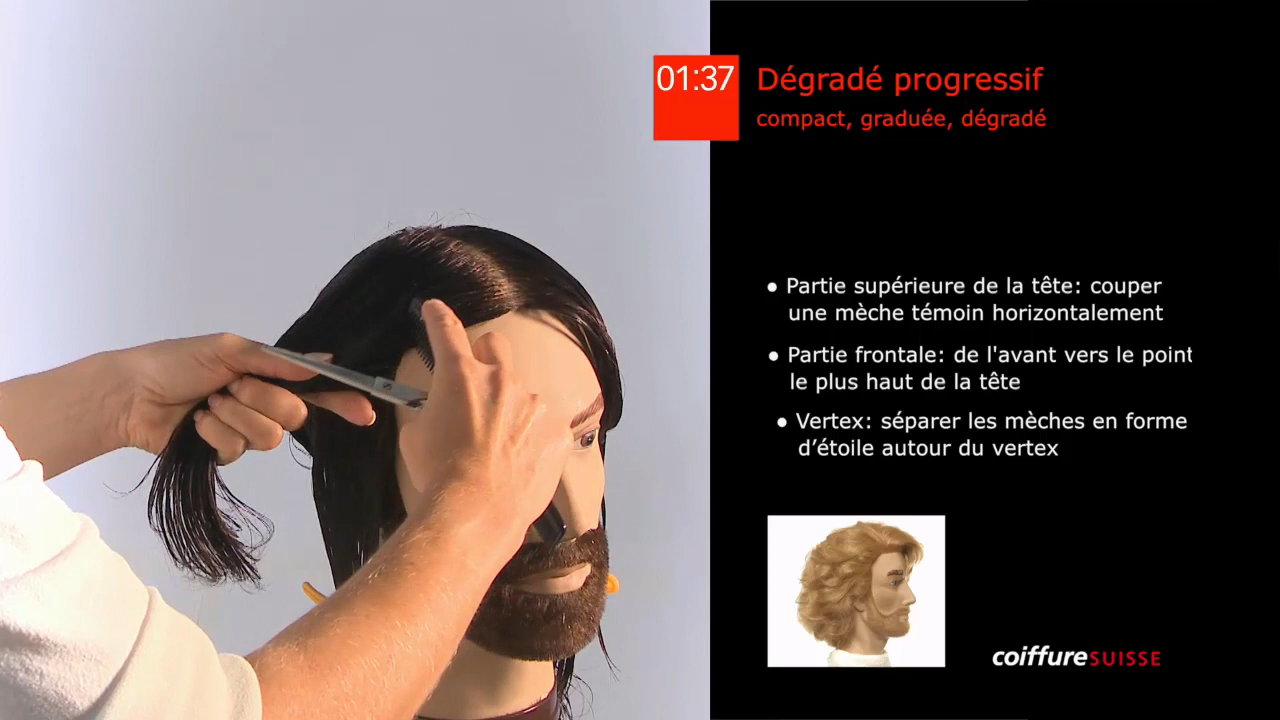 01:37
Dégradé progressif
compact, graduée, dégradé
● Partie supérieure de la tête: couper
une mèche témoin horizontalement
● Partie frontale: de l'avant vers le point
le plus haut de la tête
● Vertex: séparer les mèches en forme
d’étoile autour du vertex
coiffureSUISSE